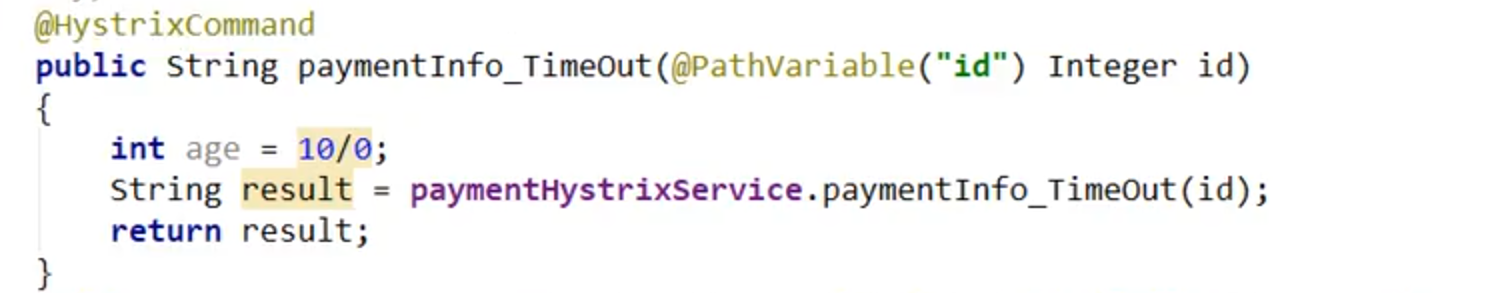 @HystrixCommand
public String paymentInfo_TimeOut(@PathVariable("id") Integer id)
{
    int age = 10/0;
    String result = paymentHystrixService.paymentInfo_TimeOut(id);
    return result;
}